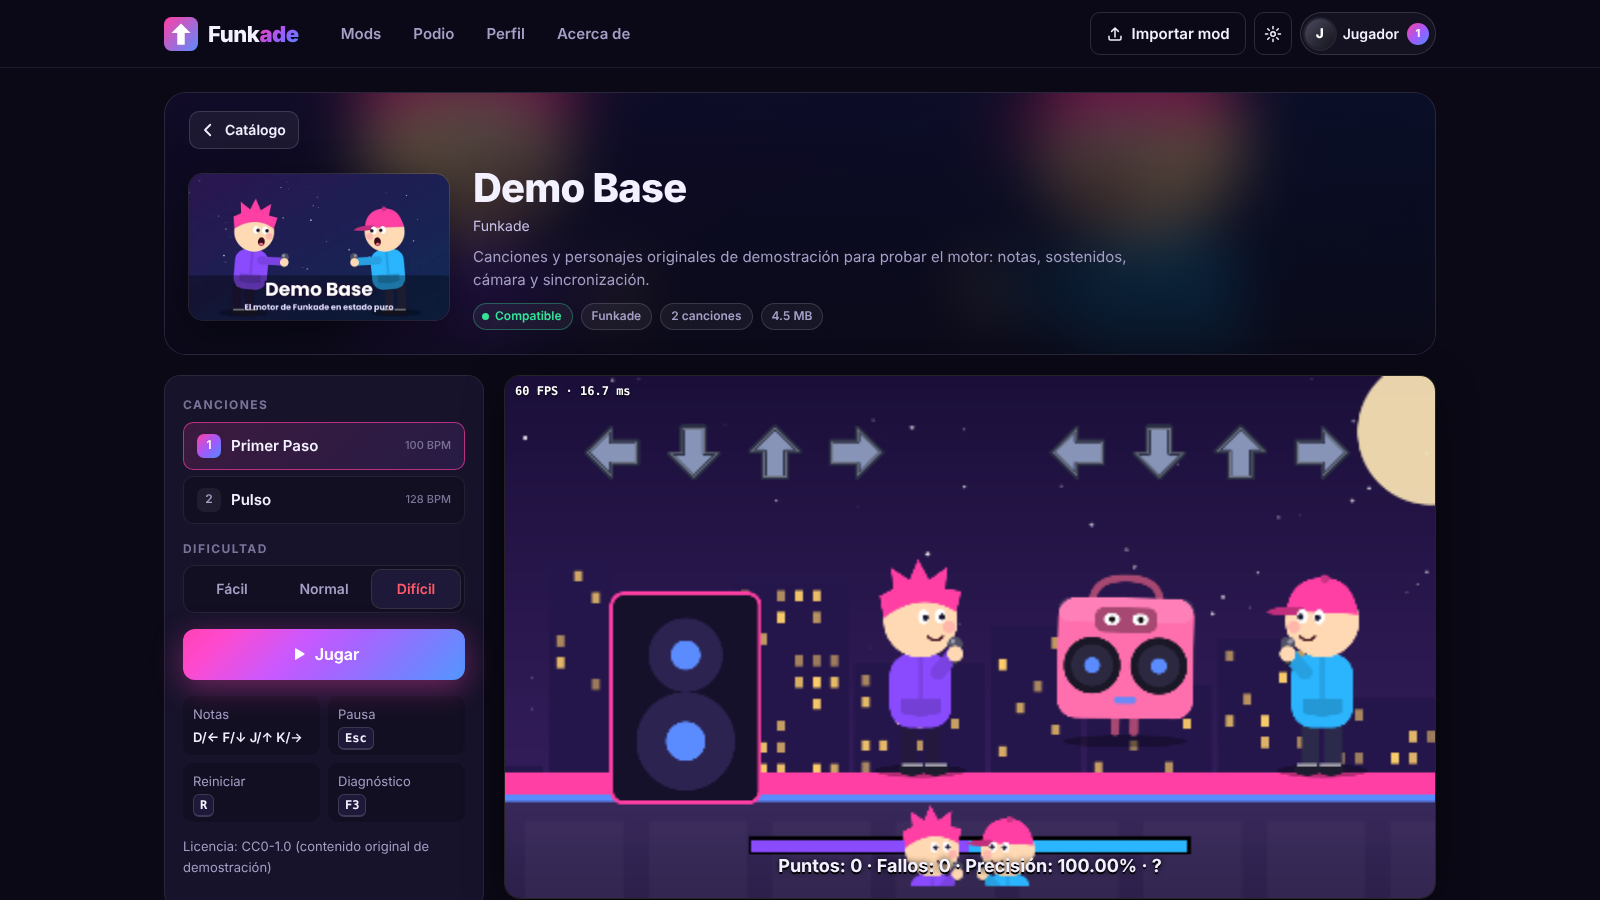 Funkade
Mods
Podio
Perfil
Acerca de
Importar mod
J
Jugador
1
Catálogo
Demo Base
El motor de Funkade en estado puro
Demo Base
Funkade
Canciones y personajes originales de demostración para probar el motor: notas, sostenidos,
cámara y sincronización.
Compatible
Funkade
2 canciones
4.5 MB
CANCIONES
1
Primer Paso
100 BPM
2
Pulso
128 BPM
DIFICULTAD
Fácil
Normal
Difícil
Jugar
Notas
D/← F/↓ J/↑ K/→
Pausa
Esc
Reiniciar
R
Diagnóstico
F3
Licencia: CC0-1.0 (contenido original de
demostración)
60 FPS · 16.7 ms
Puntos: 0 · Fallos: 0 · Precisión: 100.00% · ?